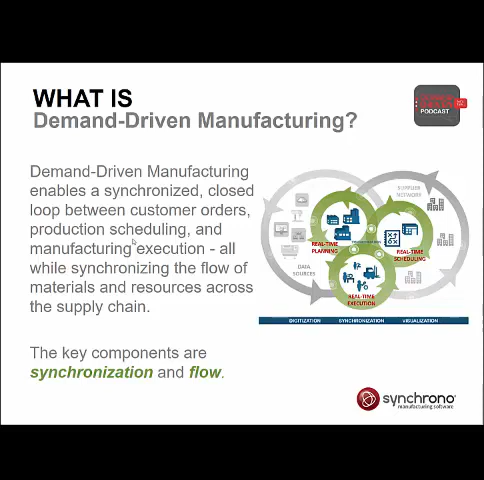 WHAT IS
Demand-Driven Manufacturing?
PODCAST
Demand-Driven Manufacturing
enables a synchronized, closed
loop between customer orders,
production scheduling, and
manufacturing execution - all
while synchronizing the flow of
materials and resources across
the supply chain.
The key components are
synchronization and flow.
SUPPLIER
NETWORK
REAL-TIME
PLANNING
REAL-TIME
SCHEDULING
DATA
SOURCES
REAL-TIME
EXECUTION
DIGITIZATION SYNCHRONIZATION VISUALIZATION
synchrono
manufacturing software